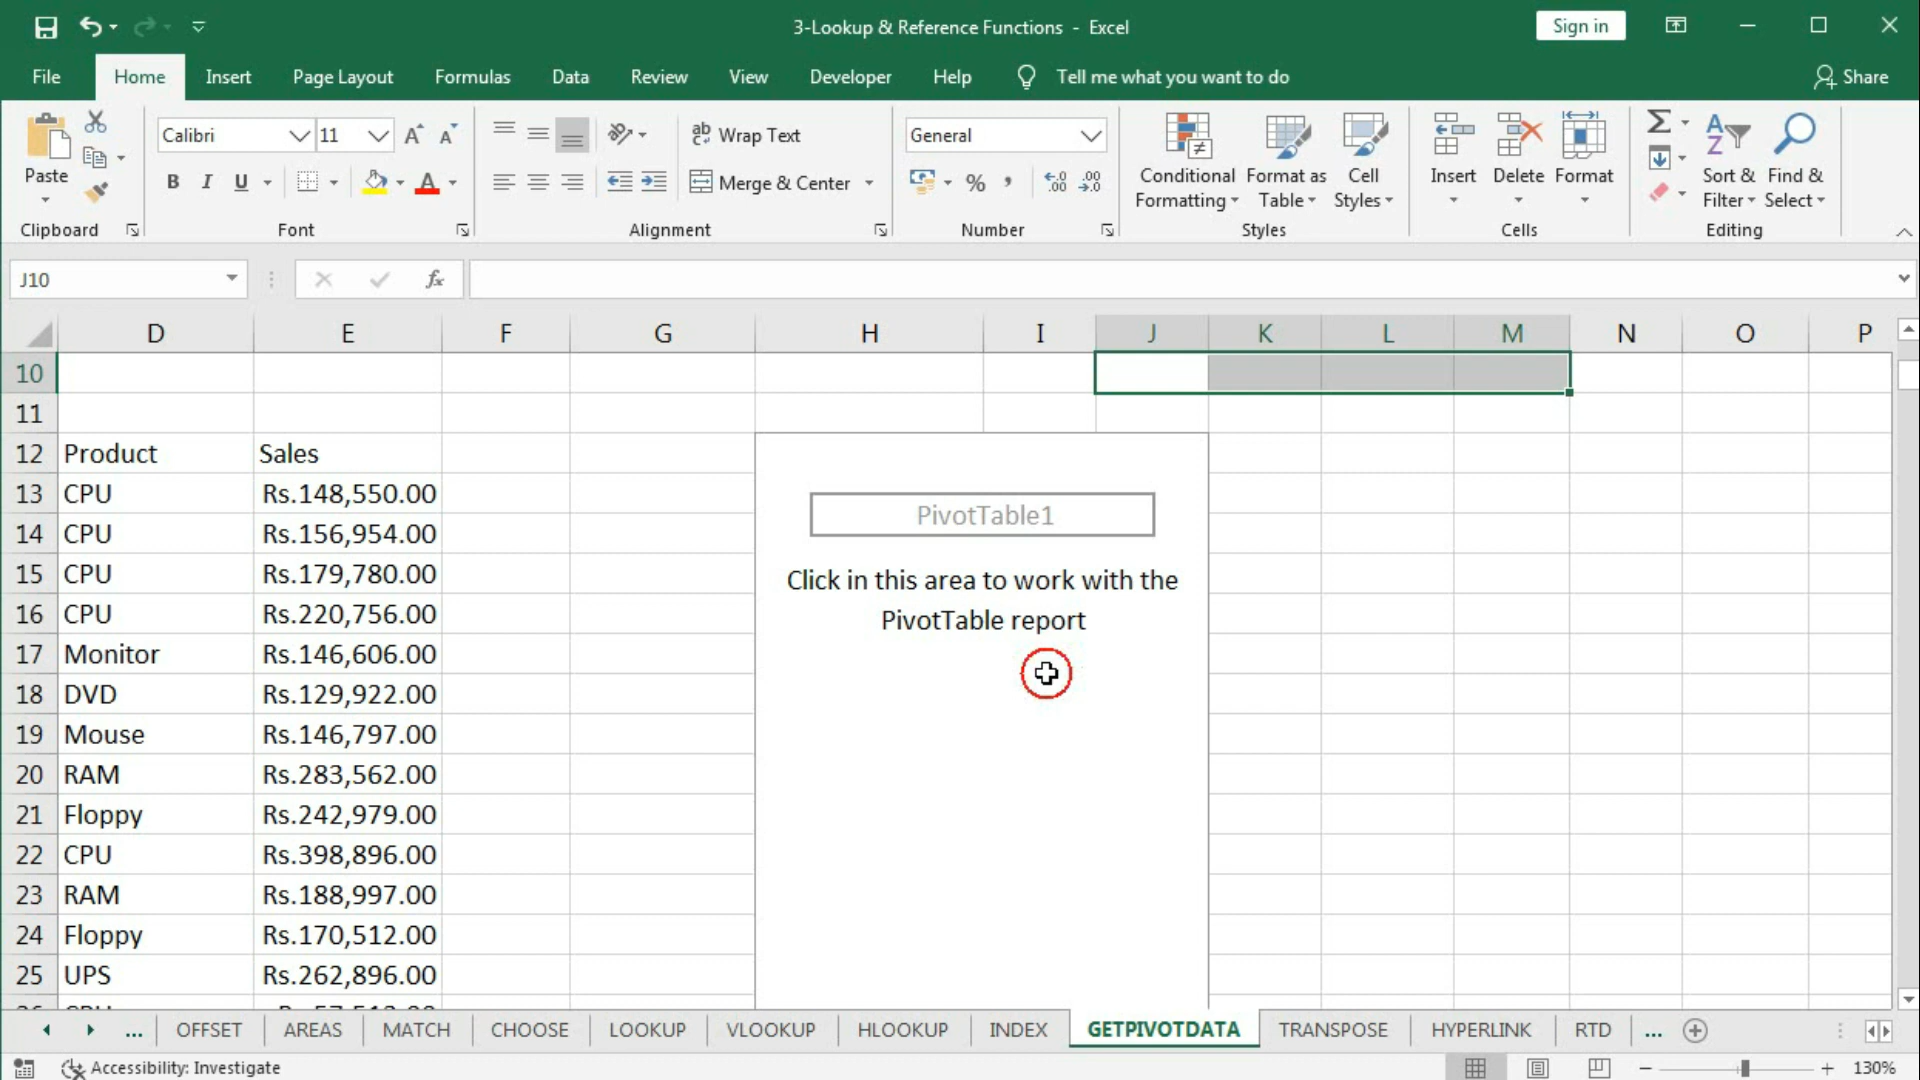 3-Lookup & Reference Functions - Excel
Sign in
File Home Insert Page Layout Formulas Data Review View Developer Help Tell me what you want to do Share
Paste
Clipboard
Calibri 11
B I U
Font
Wrap Text
Merge & Center
Alignment
General
%
Number
Conditional Formatting
Format as Table
Cell Styles
Styles
Insert
Delete
Format
Cells
Sort & Filter
Find & Select
Editing
J10
fx
D E F G H I J K L M N O P
10
11
12 Product Sales
13 CPU Rs.148,550.00
14 CPU Rs.156,954.00
15 CPU Rs.179,780.00
16 CPU Rs.220,756.00
17 Monitor Rs.146,606.00
18 DVD Rs.129,922.00
19 Mouse Rs.146,797.00
20 RAM Rs.283,562.00
21 Floppy Rs.242,979.00
22 CPU Rs.398,896.00
23 RAM Rs.188,997.00
24 Floppy Rs.170,512.00
25 UPS Rs.262,896.00
PivotTable1
Click in this area to work with the
PivotTable report
... OFFSET AREAS MATCH CHOOSE LOOKUP VLOOKUP HLOOKUP INDEX GETPIVOTDATA TRANSPOSE HYPERLINK RTD ...
Accessibility: Investigate
130%